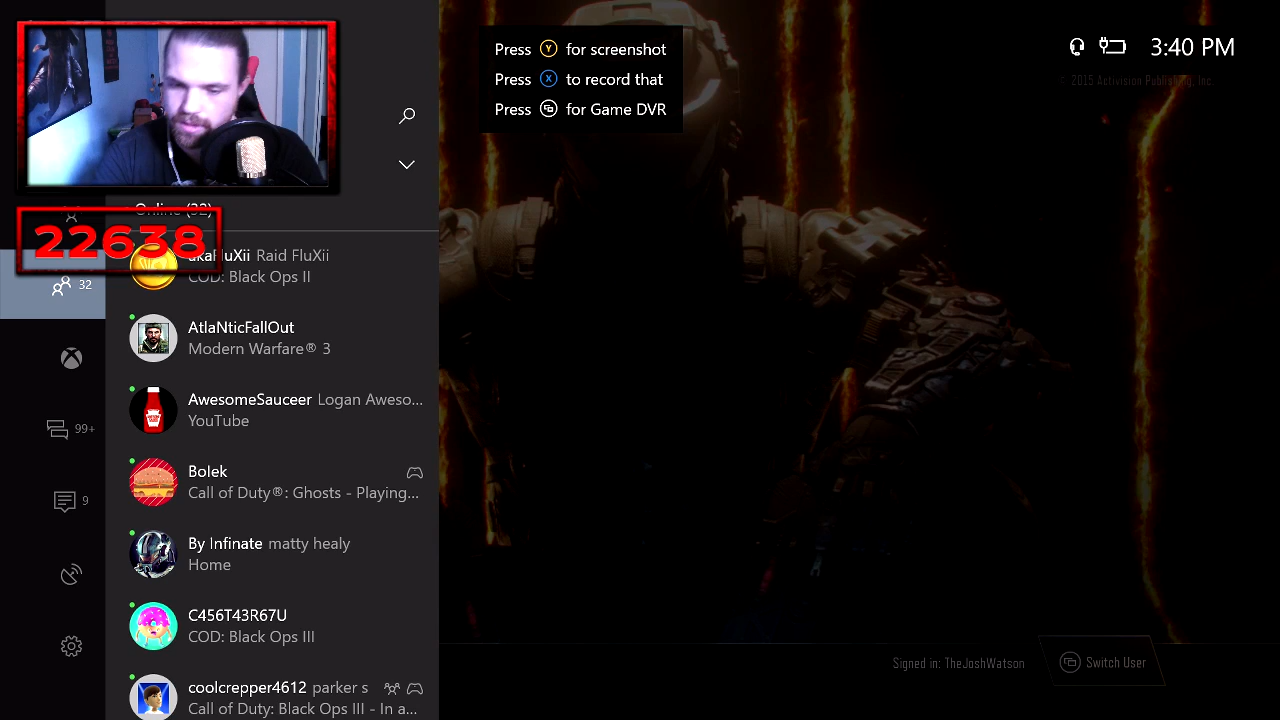 Press Y for screenshot
Press X to record that
Press for Game DVR
3:40 PM
2015 Activision Publishing, Inc.
Online (32)
22638
akaFluXii Raid FluXii
COD: Black Ops II
32
AtlaNticFallOut
Modern Warfare® 3
AwesomeSauceer Logan Aweso...
YouTube
99+
Bolek
Call of Duty®: Ghosts - Playing...
9
By Infinate matty healy
Home
C456T43R67U
COD: Black Ops III
coolcrepper4612 parker s
Call of Duty: Black Ops III - In a...
Signed in: TheJoshWatson
Switch User